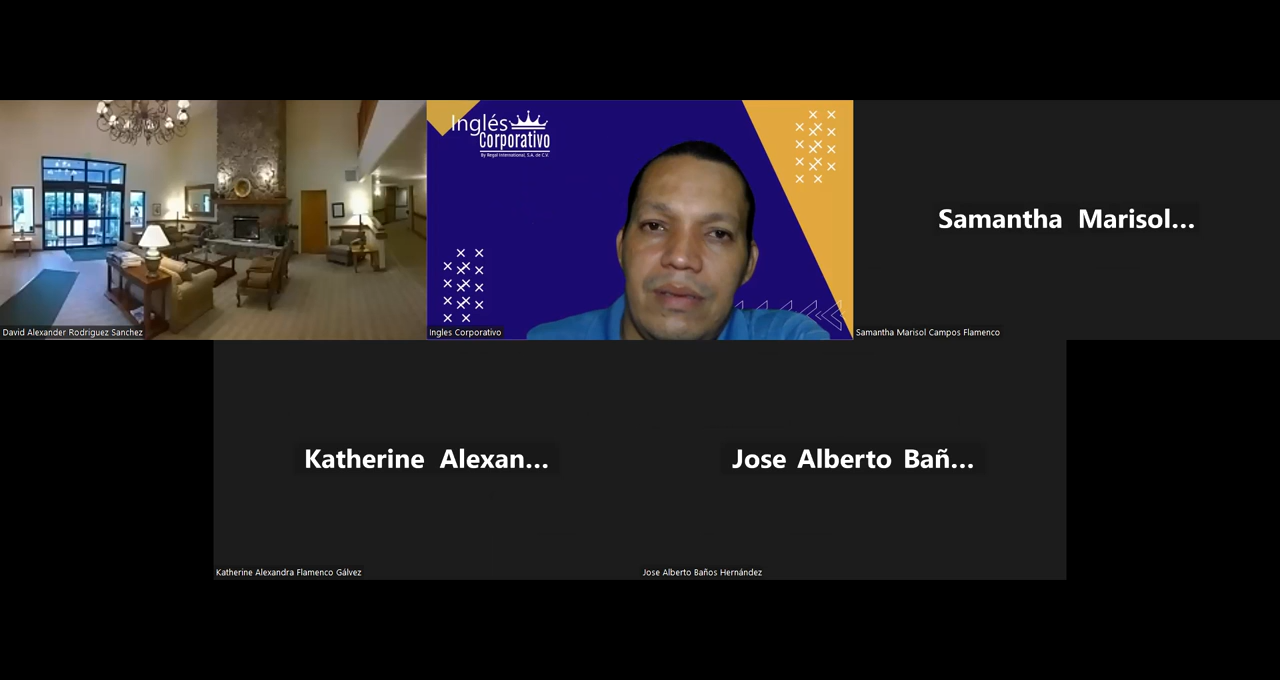 Inglés
Corporativo
By Regal International, S.A. de C.V.
Samantha Marisol...
David Alexander Rodriguez Sanchez
Ingles Corporativo
Samantha Marisol Campos Flamenco
Katherine Alexan...
Jose Alberto Bañ...
Katherine Alexandra Flamenco Gálvez
Jose Alberto Baños Hernández